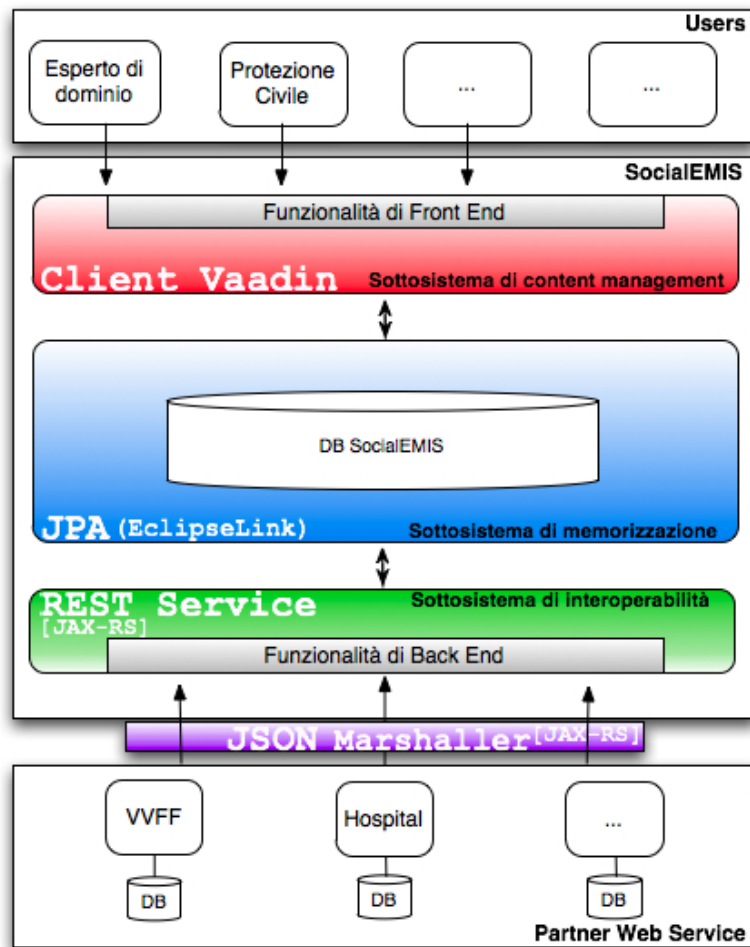 Users
Esperto di
dominio
Protezione
Civile
...
...
SocialEMIS
Funzionalità di Front End
Client Vaadin
Sottosistema di content management
DB SocialEMIS
JPA (EclipseLink)
Sottosistema di memorizzazione
REST Service
Sottosistema di interoperabilità
[JAX-RS]
Funzionalità di Back End
JSON Marshaller [JAX-RS]
VVFF
Hospital
...
DB
DB
DB
Partner Web Service